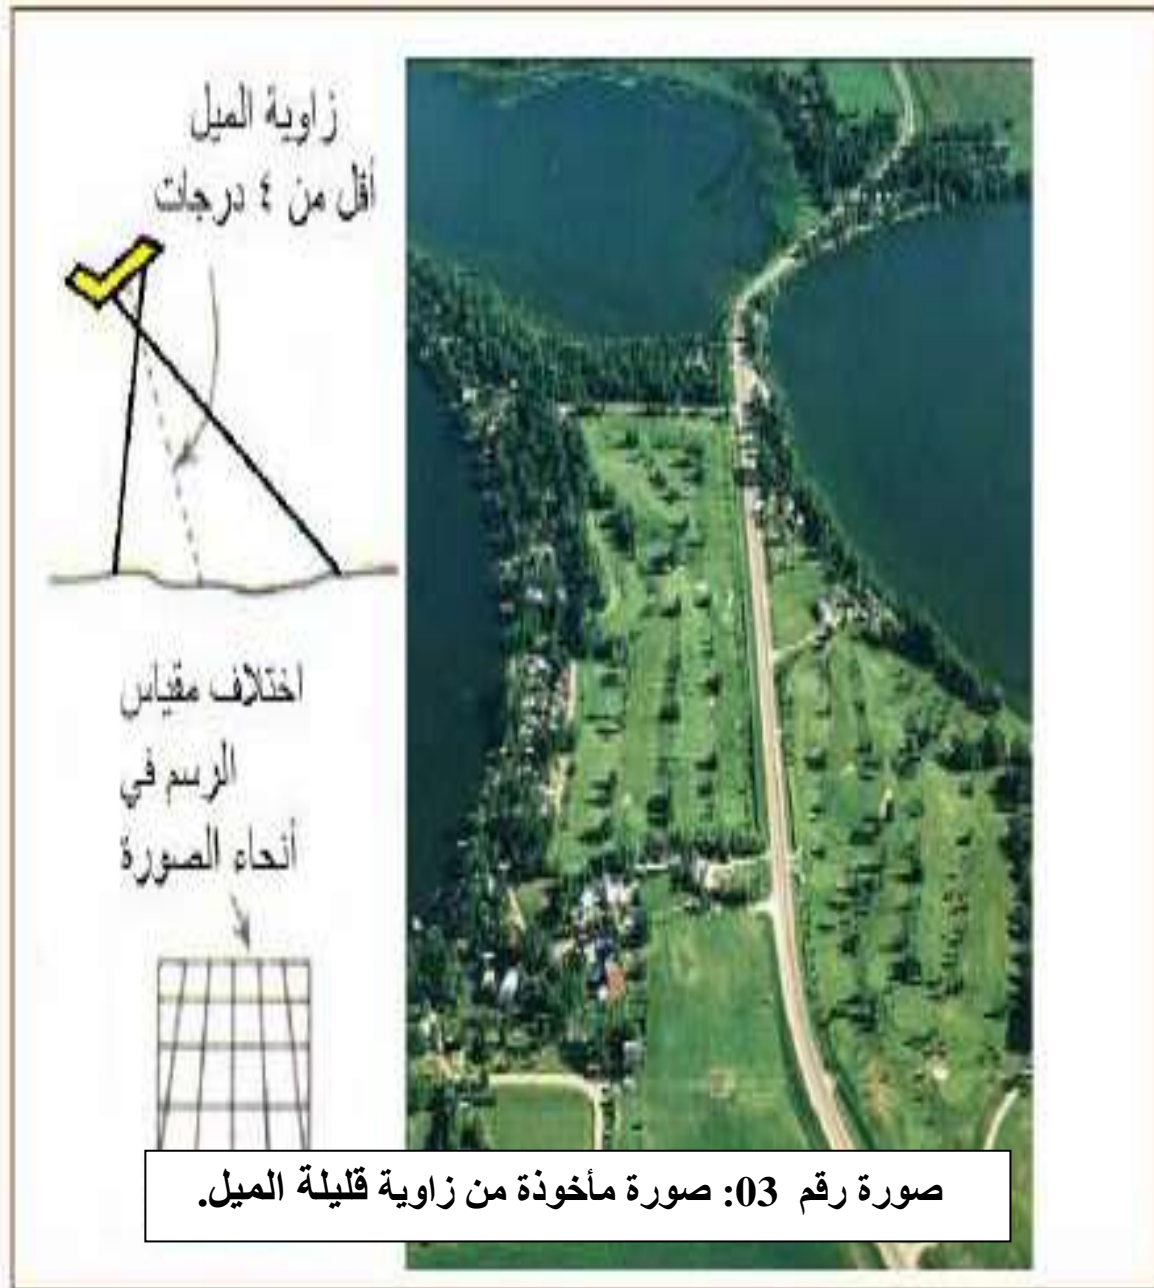 زاوية الميل
أقل من ٤ درجات
اختلاف مقياس
الرسم في
أنحاء الصورة
صورة رقم 03: صورة مأخوذة من زاوية قليلة الميل.